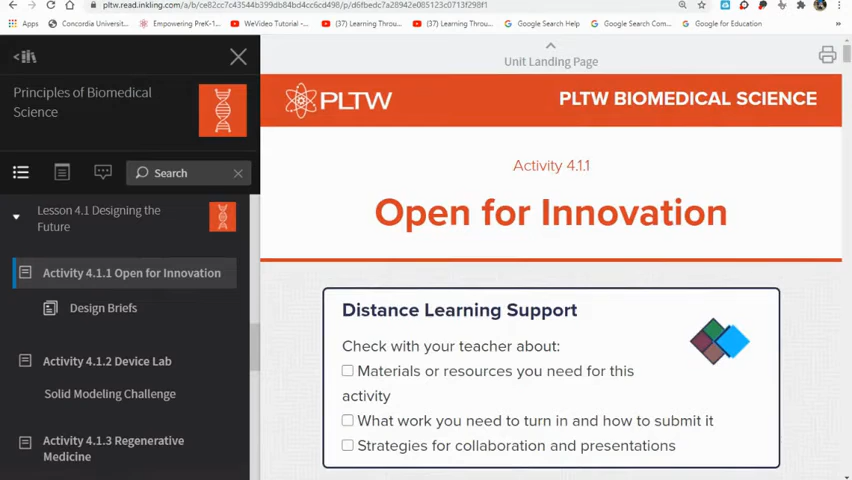 pltw.read.inkling.com/a/b/ce82cc7c43544b399db84bd4cc6cd498/p/d6fbedc7a28942e085123c0713f298f1
Apps
Concordia Universit...
Empowering PreK-1...
WeVideo Tutorial -...
(37) Learning Throu...
(37) Learning Throu...
Google Search Help
Google Search Com...
Google for Education
Principles of Biomedical
Science
Search
Lesson 4.1 Designing the
Future
Activity 4.1.1 Open for Innovation
Design Briefs
Activity 4.1.2 Device Lab
Solid Modeling Challenge
Activity 4.1.3 Regenerative
Medicine
Unit Landing Page
PLTW
PLTW BIOMEDICAL SCIENCE
Activity 4.1.1
Open for Innovation
Distance Learning Support
Check with your teacher about:
Materials or resources you need for this
activity
What work you need to turn in and how to submit it
Strategies for collaboration and presentations